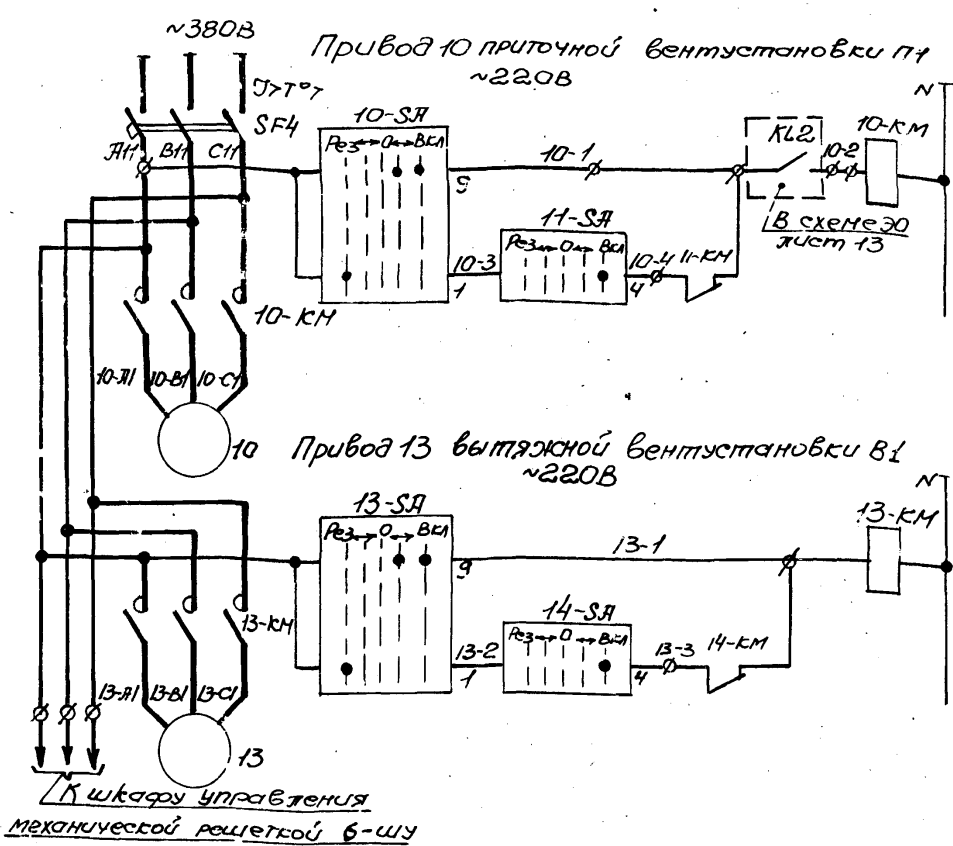 ~380В
Привод 10 приточной вентустановки П1
~220В
I>T°>
SF4
А11 В11 С11
10-SA
Рез 0 Вкл
9
10-1
KL2
10-2
10-КМ
N
В схеме ЭО
лист 13
11-SA
Рез 0 Вкл
10-3
1
10-4
4
11-КМ
10-КМ
10-А1 10-В1 10-С1
10
Привод 13 вытяжной вентустановки В1
~220В
N
13-SA
Рез 0 Вкл
9
13-1
13-КМ
14-SA
Рез 0 Вкл
13-2
1
13-3
4
14-КМ
13-КМ
13-А1 13-В1 13-С1
13
К шкафу управления
механической решеткой 6-ШУ